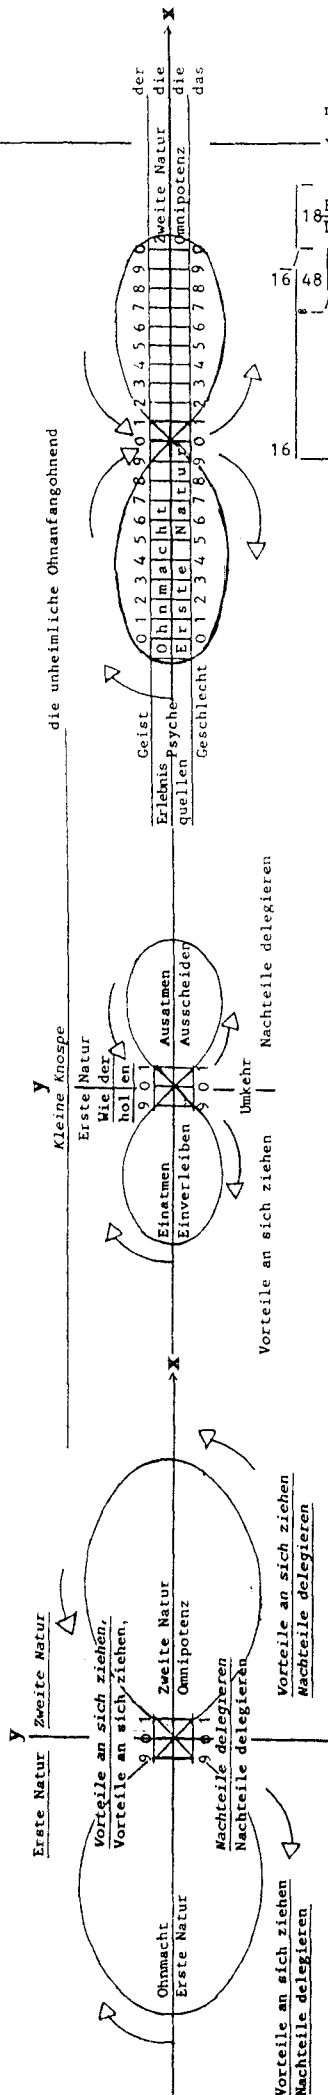 y
Erste Natur Zweite Natur
Vorteile an sich ziehen,
Vorteile an sich ziehen,
9 0 1
Ohnmacht Zweite Natur
Erste Natur Omnipotenz
x
Nachteile delegieren
Nachteile delegieren
Vorteile an sich ziehen
Nachteile delegieren
Vorteile an sich ziehen
Nachteile delegieren
y
Kleine Knospe
Erste Natur
Wie der
hollen
9 0 1
Einatmen Ausatmen
Einverleiben Ausscheiden
Umkehr
Vorteile an sich ziehen Nachteile delegieren
die unheimliche Ohnanfangohnend
Geist 0 1 2 3 4 5 6 7 8 9 0 1 2 3 4 5 6 7 8 9 0 der
Erlebnis Ohnmacht Zweite Natur die
Psyche x
quellen Erste Natur Omnipotenz die
Geschlecht 0 1 2 3 4 5 6 7 8 9 0 1 2 3 4 5 6 7 8 9 0 das
16 18
16 48